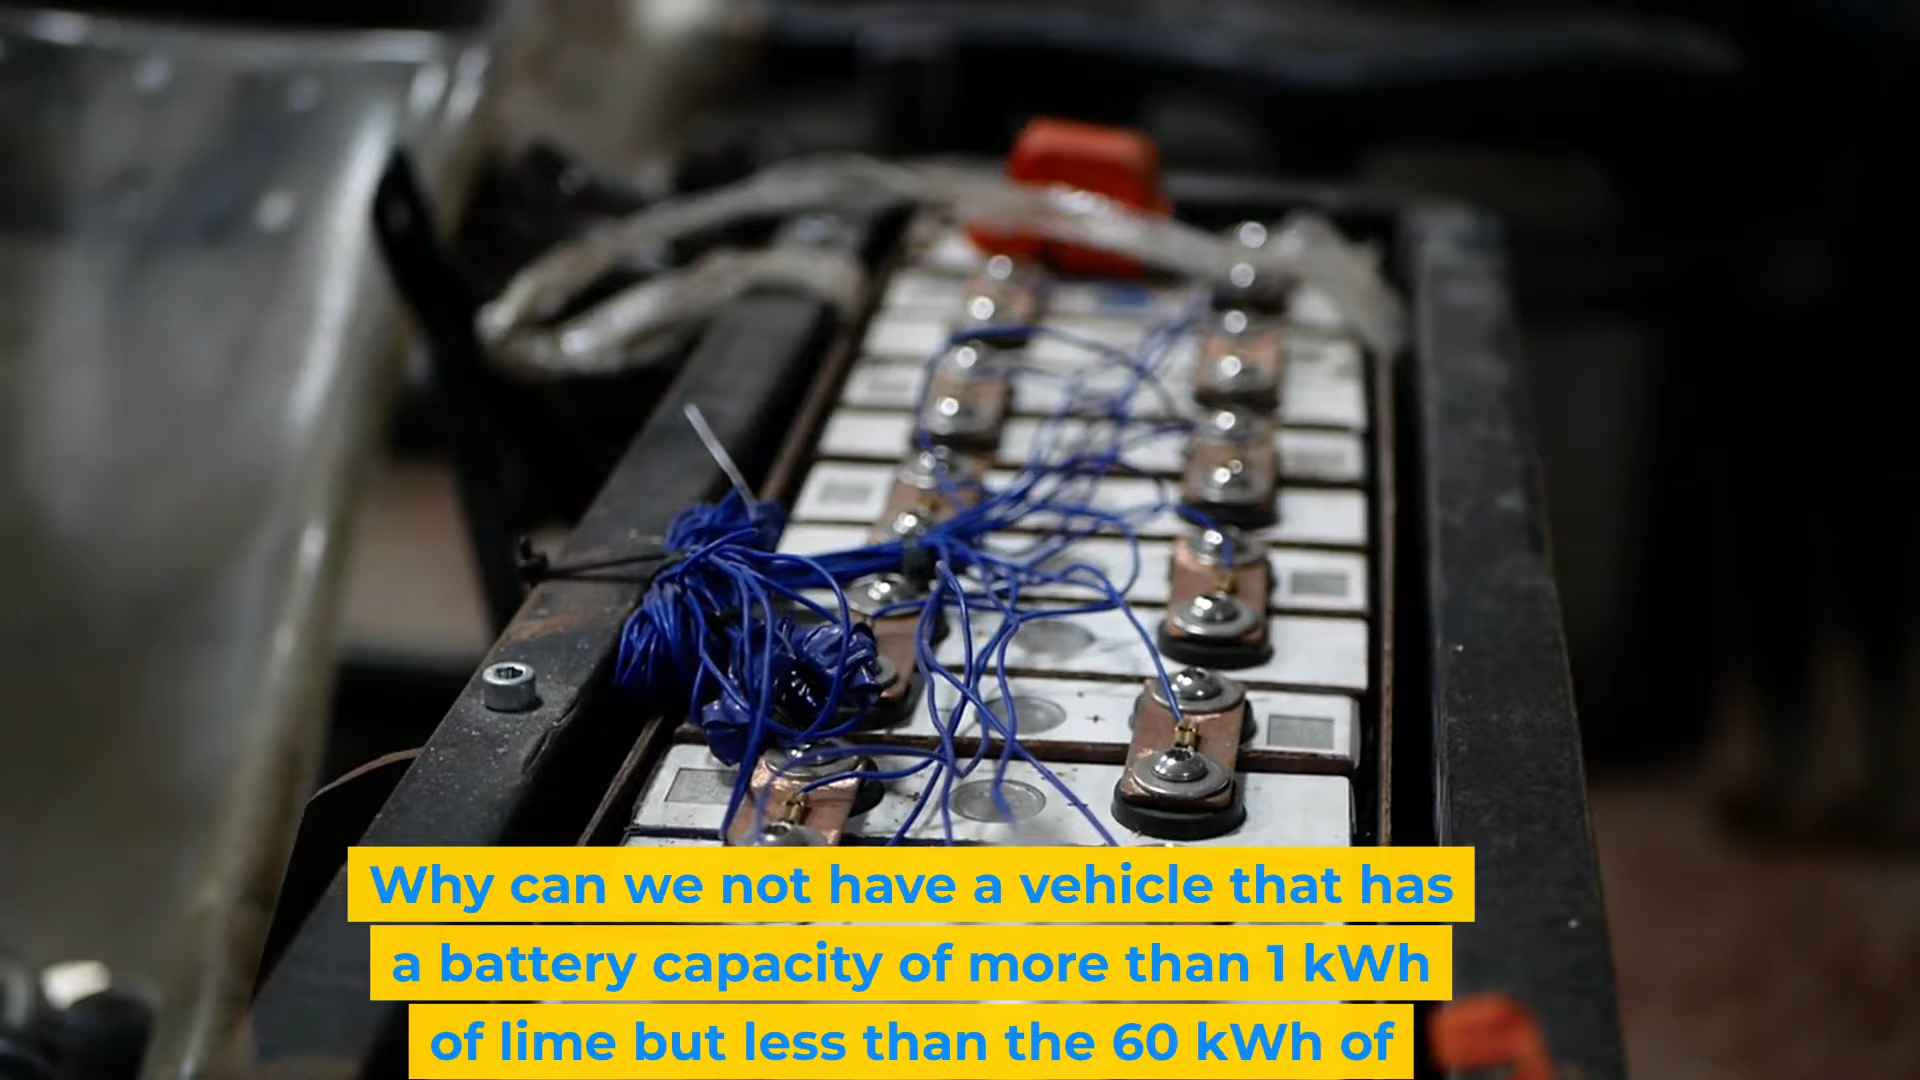 Why can we not have a vehicle that has
a battery capacity of more than 1 kWh
of lime but less than the 60 kWh of